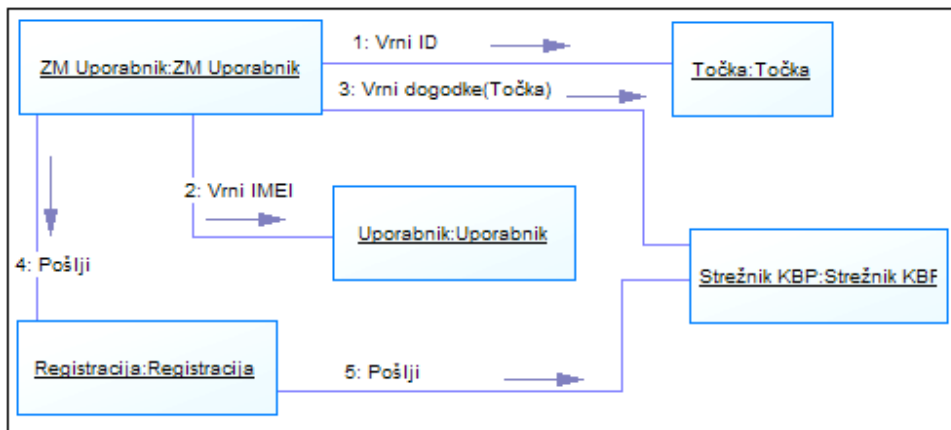 1: Vrni ID
ZM Uporabnik:ZM Uporabnik
Točka:Točka
3: Vrni dogodke(Točka)
2: Vrni IMEI
Uporabnik:Uporabnik
4: Pošlji
Strežnik KBP:Strežnik KBP
Registracija:Registracija
5: Pošlji